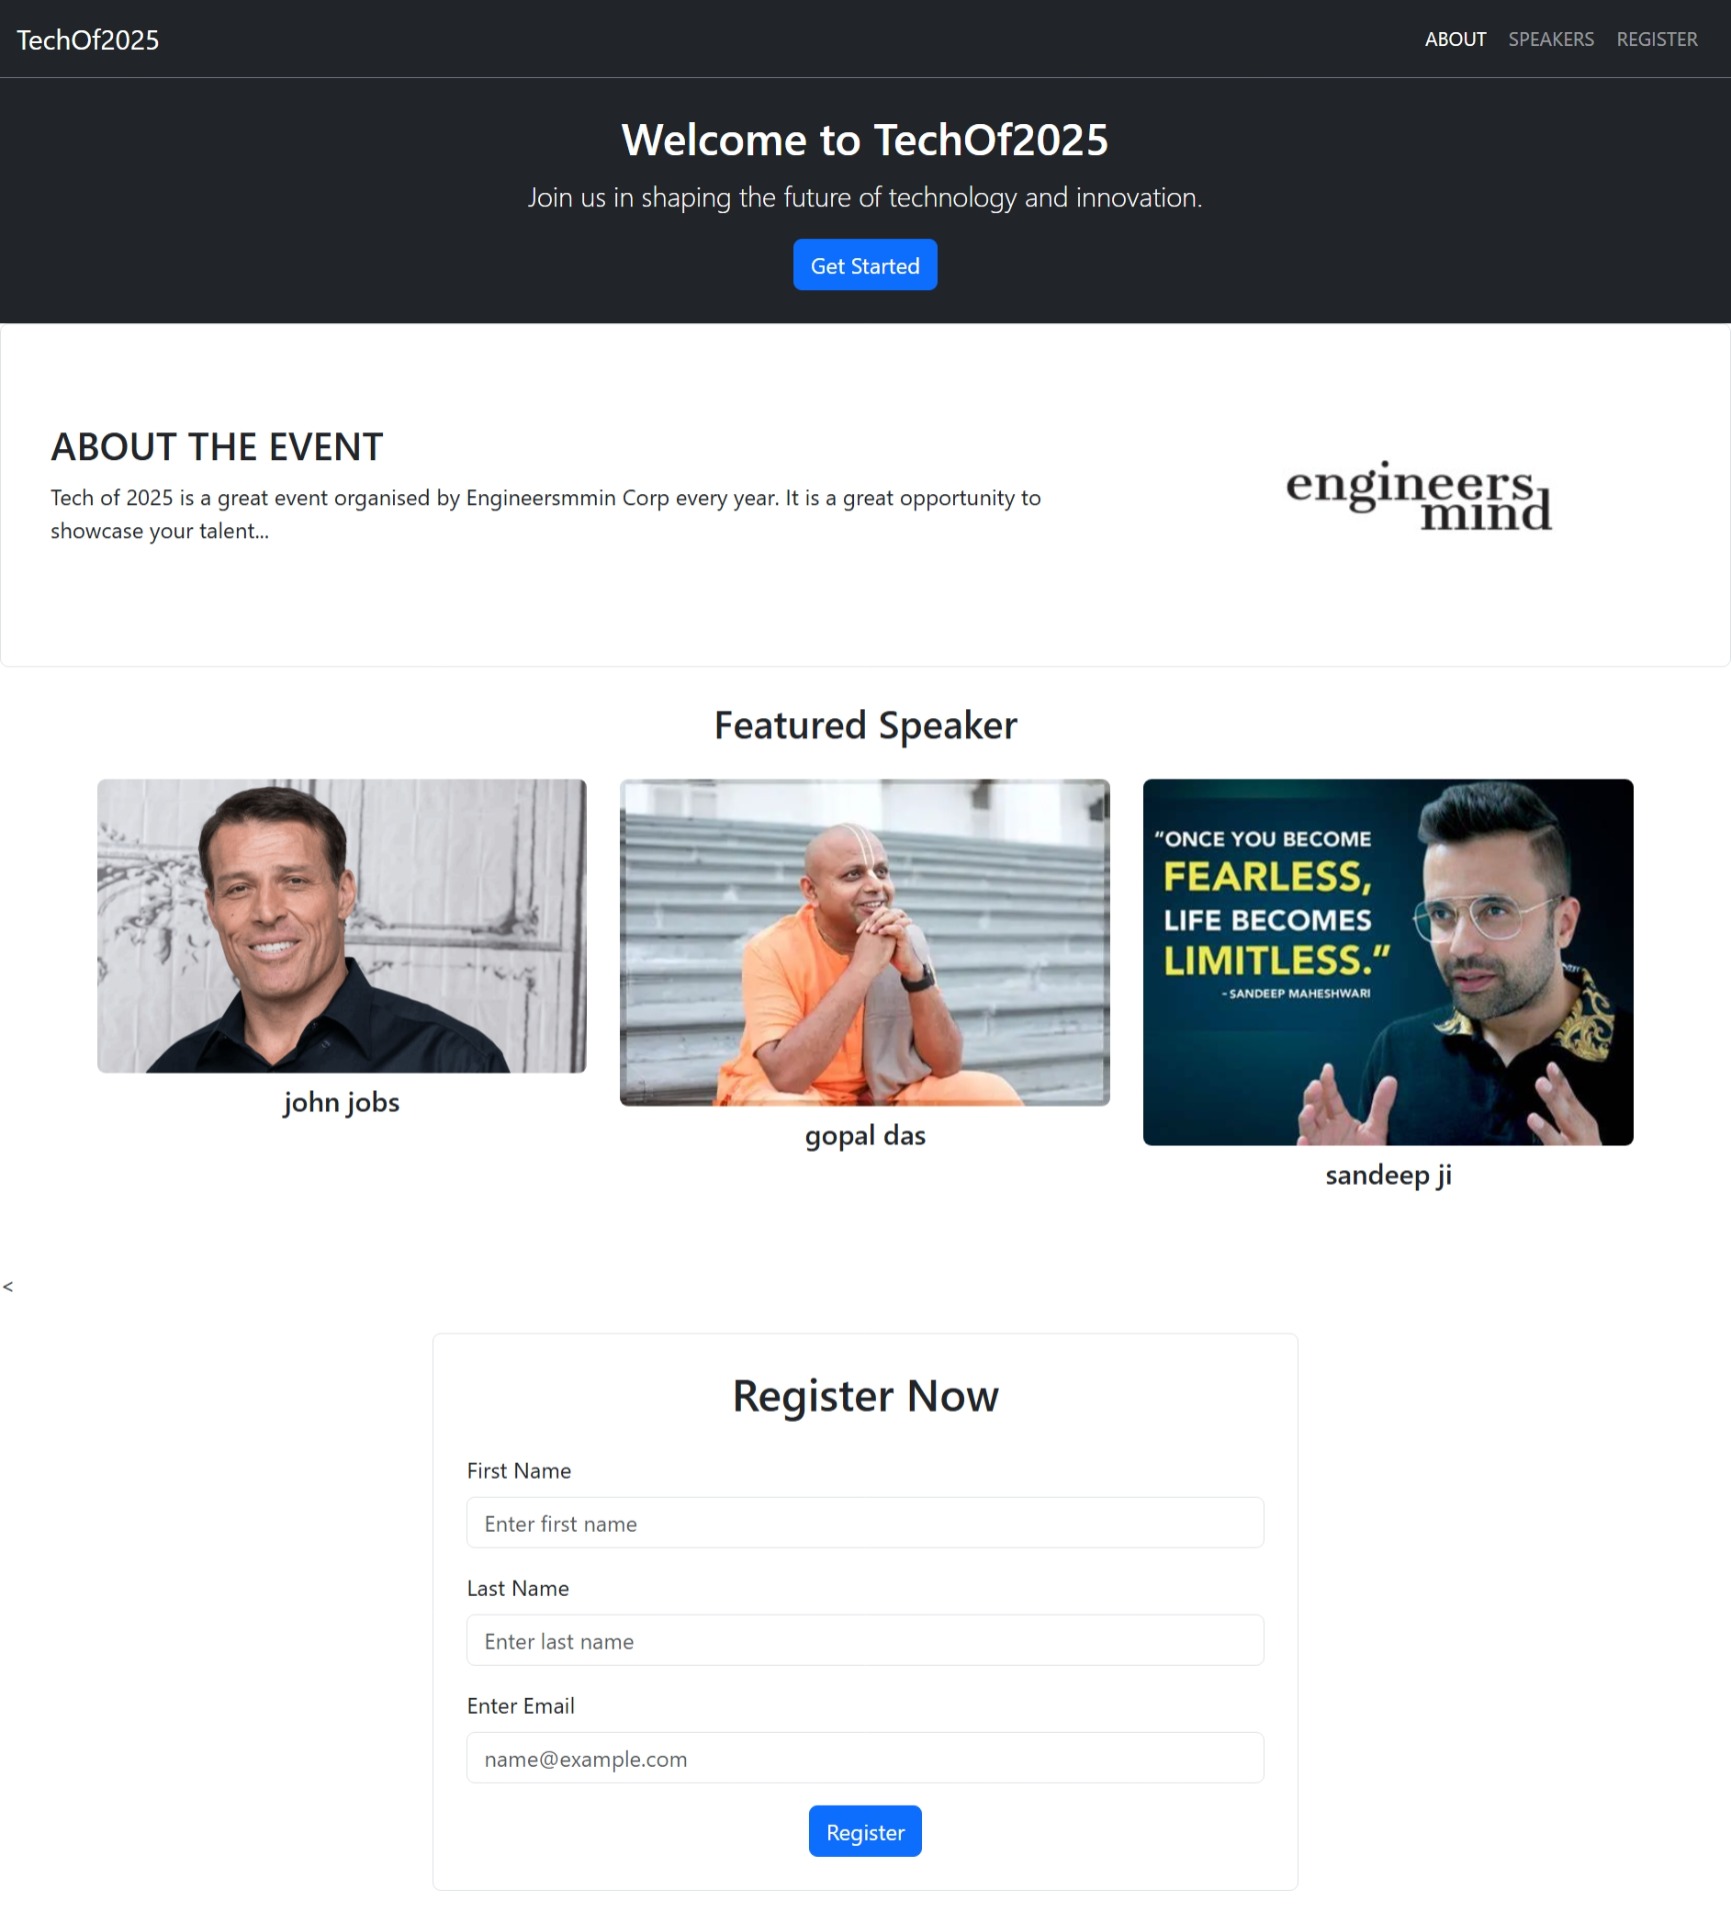 TechOf2025
ABOUT SPEAKERS REGISTER
Welcome to TechOf2025
Join us in shaping the future of technology and innovation.
Get Started
ABOUT THE EVENT
Tech of 2025 is a great event organised by Engineersmmin Corp every year. It is a great opportunity to
showcase your talent...
engineers
mind
Featured Speaker
john jobs
gopal das
"ONCE YOU BECOME
FEARLESS,
LIFE BECOMES
LIMITLESS."
- SANDEEP MAHESHWARI
sandeep ji
<
Register Now
First Name
Enter first name
Last Name
Enter last name
Enter Email
name@example.com
Register